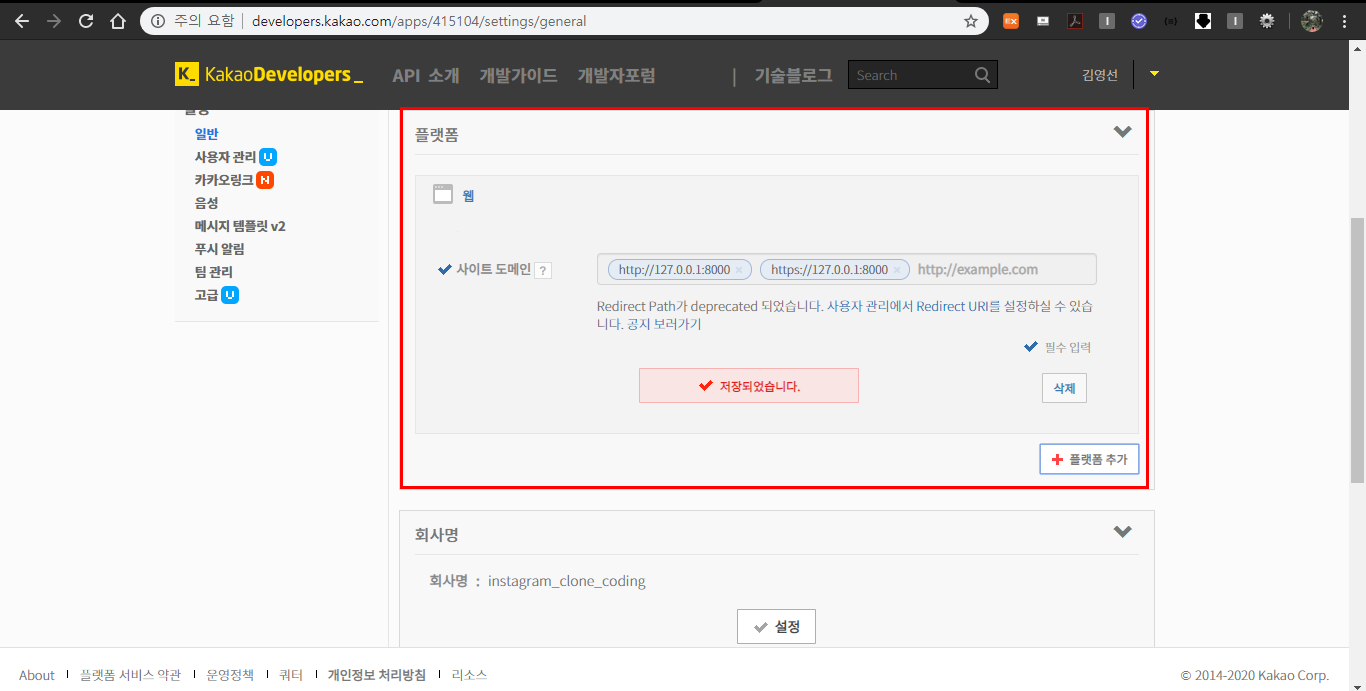 주의 요함 developers.kakao.com/apps/415104/settings/general
KakaoDevelopers_ API 소개 개발가이드 개발자포럼 | 기술블로그 Search 김영선
일반
사용자 관리 U
카카오링크 N
음성
메시지 템플릿 v2
푸시 알림
팀 관리
고급 U
플랫폼
웹
사이트 도메인 ? http://127.0.0.1:8000 × https://127.0.0.1:8000 × http://example.com
Redirect Path가 deprecated 되었습니다. 사용자 관리에서 Redirect URI를 설정하실 수 있습
니다. 공지 보러가기
필수 입력
저장되었습니다.
삭제
플랫폼 추가
회사명
회사명 : instagram_clone_coding
설정
About 플랫폼 서비스 약관 운영정책 쿼터 개인정보 처리방침 리소스 © 2014-2020 Kakao Corp.